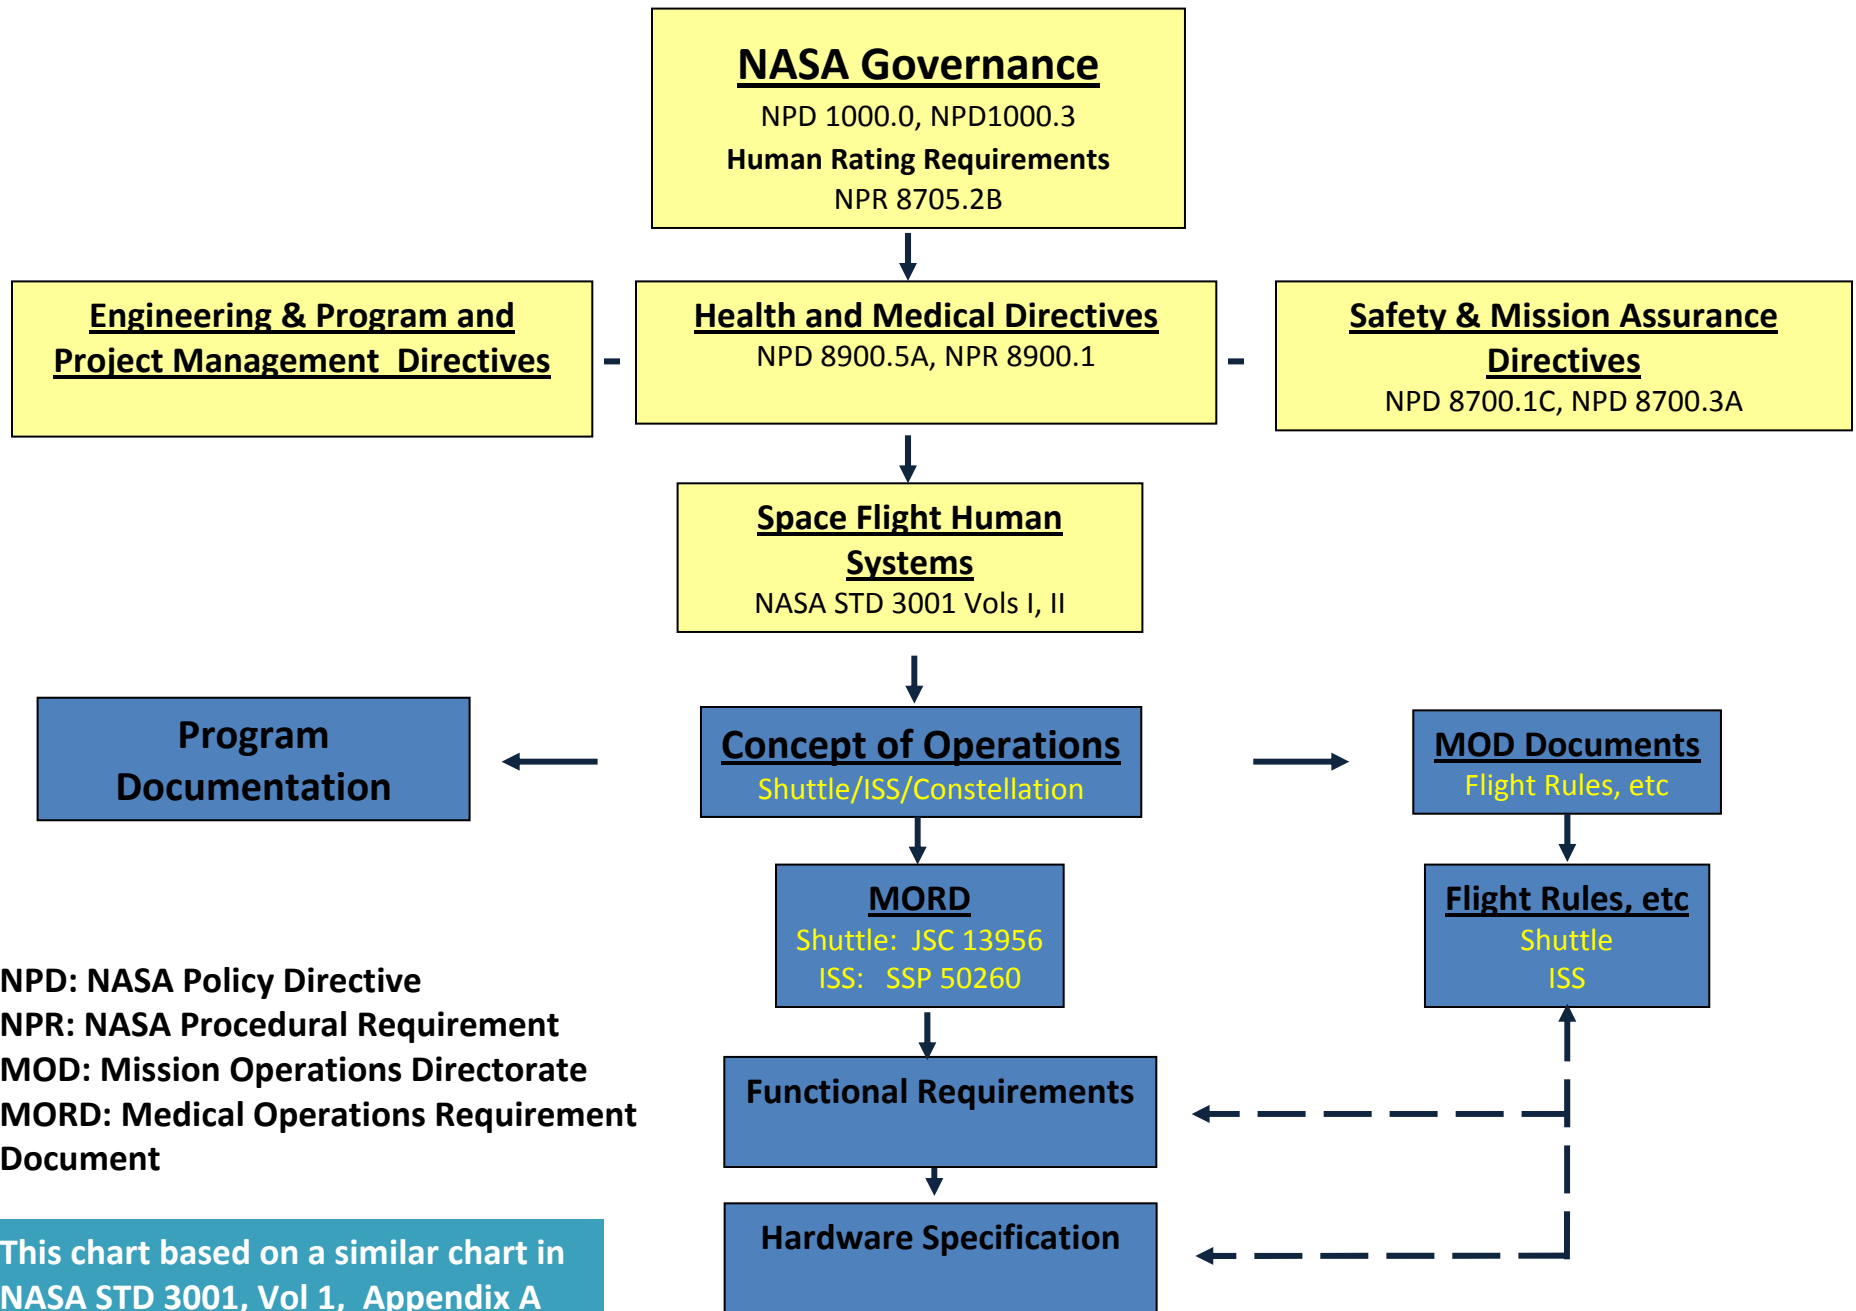 NASA Governance
NPD 1000.0, NPD1000.3
Human Rating Requirements
NPR 8705.2B
Engineering & Program and
Project Management  Directives
Health and Medical Directives
NPD 8900.5A, NPR 8900.1
Safety & Mission Assurance
Directives
NPD 8700.1C, NPD 8700.3A
Space Flight Human
Systems
NASA STD 3001 Vols I, II
Program
Documentation
Concept of Operations
Shuttle/ISS/Constellation
MOD Documents
Flight Rules, etc
MORD
Shuttle:  JSC 13956
ISS:   SSP 50260
Flight Rules, etc
Shuttle
ISS
NPD: NASA Policy Directive
NPR: NASA Procedural Requirement
MOD: Mission Operations Directorate
MORD: Medical Operations Requirement
Document
Functional Requirements
Hardware Specification
This chart based on a similar chart in
NASA STD 3001, Vol 1,  Appendix A